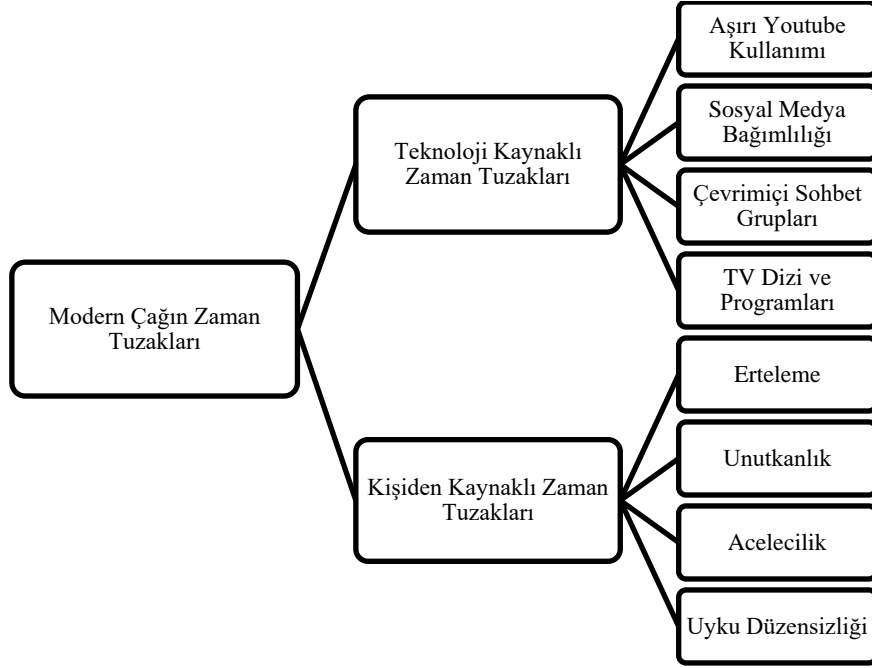 Modern Çağın Zaman
Tuzakları
Teknoloji Kaynaklı
Zaman Tuzakları
Aşırı Youtube
Kullanımı
Sosyal Medya
Bağımlılığı
Çevrimiçi Sohbet
Grupları
TV Dizi ve
Programları
Kişiden Kaynaklı Zaman
Tuzakları
Erteleme
Unutkanlık
Acelecilik
Uyku Düzensizliği